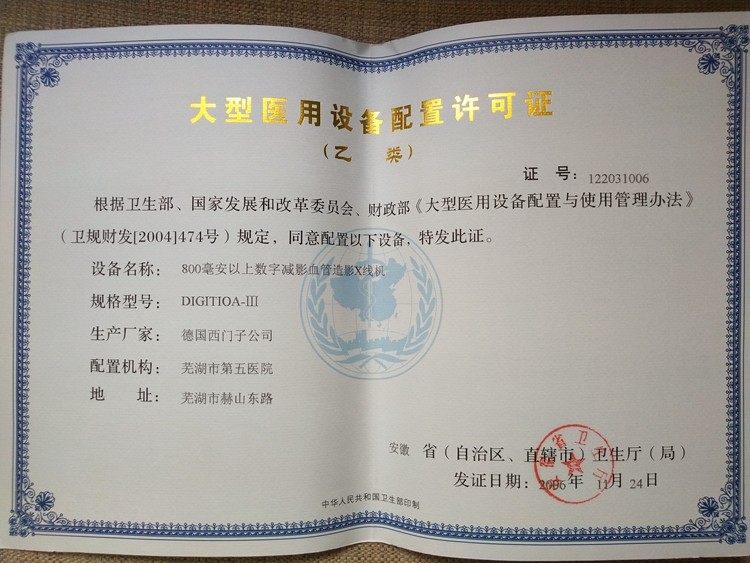 大型医用设备配置许可证
（乙 类）
证 号：122031006
根据卫生部、国家发展和改革委员会、财政部《大型医用设备配置与使用管理办法》
（卫规财发[2004]474号）规定，同意配置以下设备，特发此证。
设备名称：800毫安以上数字减影血管造影X线机
规格型号：DIGITIOA-III
生产厂家：德国西门子公司
配置机构：芜湖市第五医院
地 址：芜湖市赫山东路
安徽 省（自治区、直辖市）卫生厅（局）
发证日期：2006年 11月 24日
中华人民共和国卫生部印制